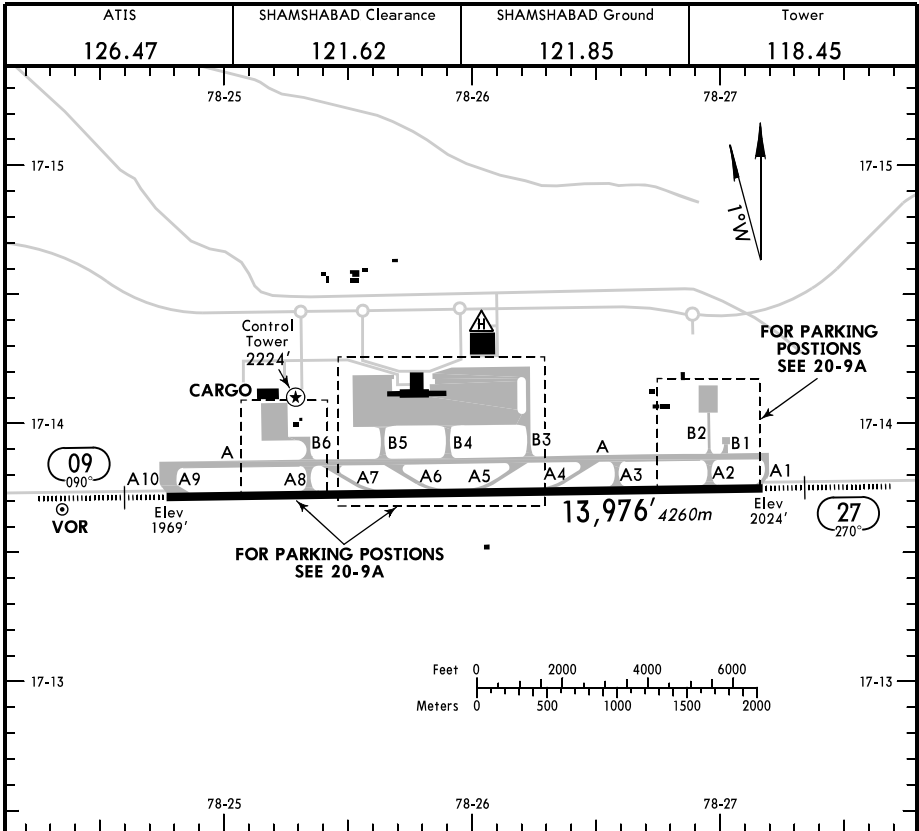 ATIS
126.47
SHAMSHABAD Clearance
121.62
SHAMSHABAD Ground
121.85
Tower
118.45
78-25
78-26
78-27
17-15
17-15
1°W
H
Control
Tower
2224'
CARGO
FOR PARKING
POSTIONS
SEE 20-9A
17-14
17-14
A
B6
B5
B4
B3
A
B2
B1
09
090°
A10
A9
A8
A7
A6
A5
A4
A3
A2
A1
VOR
Elev
1969'
13,976' 4260m
Elev
2024'
27
270°
FOR PARKING POSTIONS
SEE 20-9A
17-13
17-13
Feet 0 2000 4000 6000
Meters 0 500 1000 1500 2000
78-25
78-26
78-27